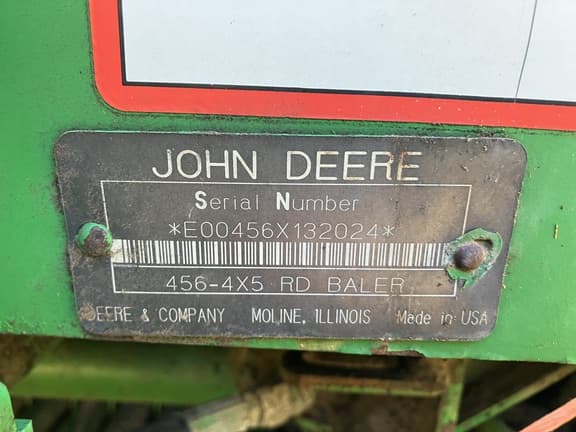 JOHN DEERE
Serial Number
*E00456X132024*
456-4X5 RD BALER
DEERE & COMPANY MOLINE, ILLINOIS Made in USA